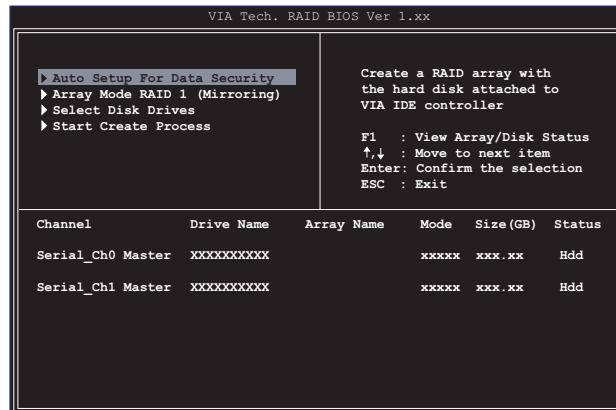 VIA Tech. RAID BIOS Ver 1.xx
Auto Setup For Data Security
Array Mode RAID 1 (Mirroring)
Select Disk Drives
Start Create Process
Create a RAID array with
the hard disk attached to
VIA IDE controller
F1 : View Array/Disk Status
↑,↓ : Move to next item
Enter: Confirm the selection
ESC : Exit
Channel Drive Name Array Name Mode Size(GB) Status
Serial_Ch0 Master XXXXXXXXXX xxxxx xxx.xx Hdd
Serial_Ch1 Master XXXXXXXXXX xxxxx xxx.xx Hdd